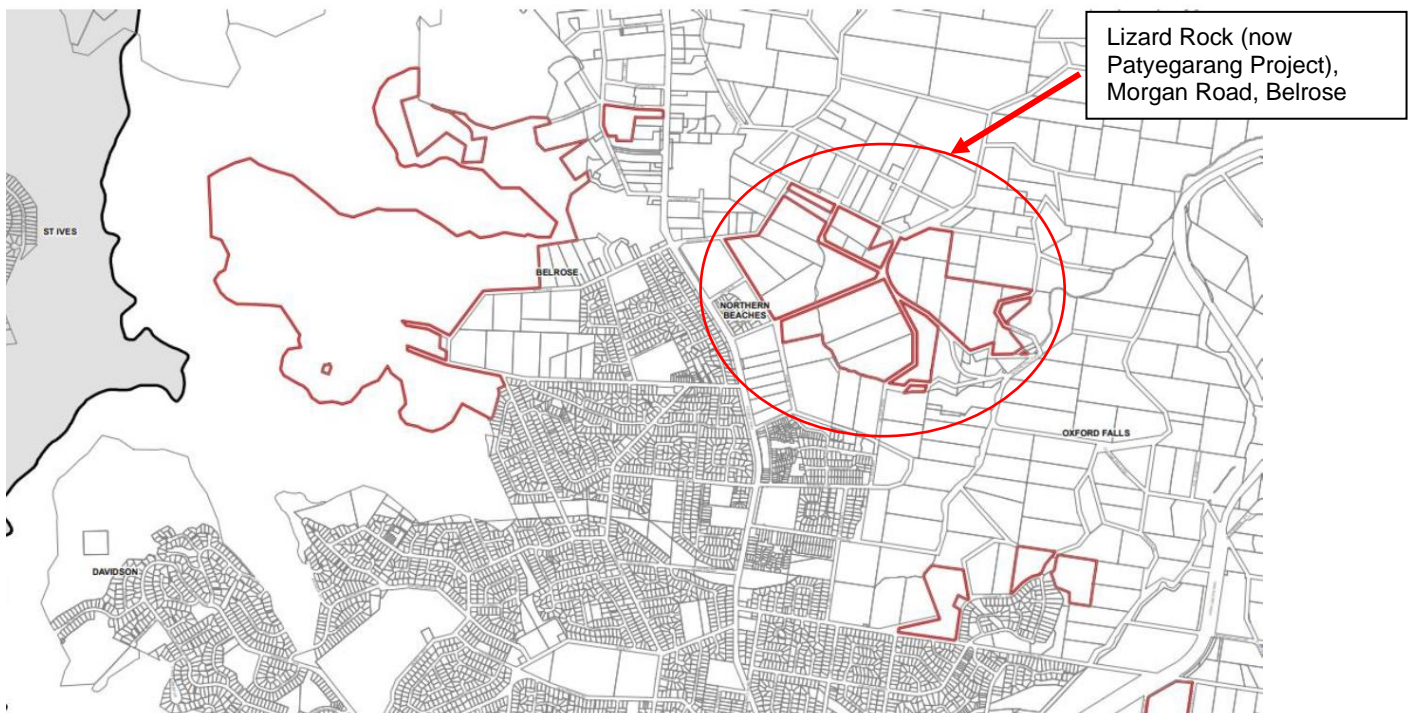 Lizard Rock (now
Patyegarang Project),
Morgan Road, Belrose
ST IVES
BELROSE
NORTHERN
BEACHES
OXFORD FALLS
DAVIDSON